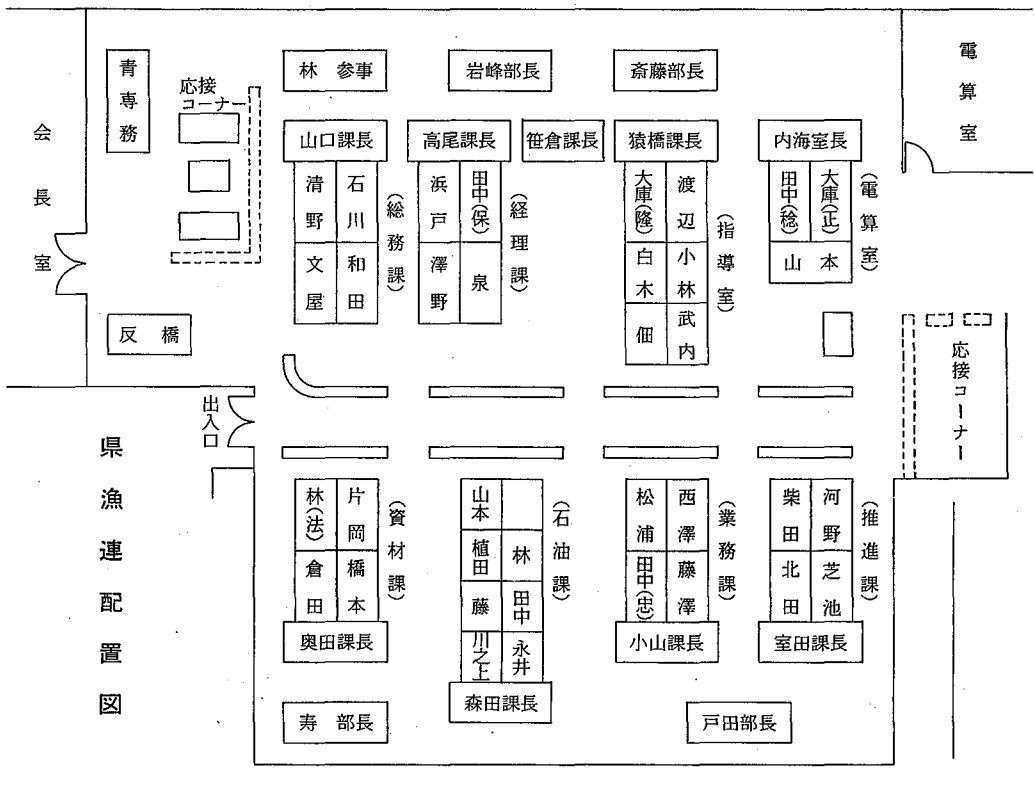 県漁連配置図
会長室
青専務
応接
コーナー
反橋
林 参事
岩峰部長
斎藤部長
電算室
山口課長
清野
石川
文屋
和田
(総務課)
高尾課長
浜戸
田中(保)
澤野
泉
(経理課)
笹倉課長
猿橋課長
大庫(隆)
渡辺
白木
小林
佃
武内
(指導室)
内海室長
田中(稔)
大庫(正)
山本
(電算室)
応接コーナー
出入口
林(法)
片岡
倉田
橋本
(資材課)
奥田課長
寿 部長
山本
植田
林
藤
田中
川之上
永井
(石油課)
森田課長
松浦
西澤
田中(忠)
藤澤
(業務課)
小山課長
柴田
河野
北田
芝池
(推進課)
室田課長
戸田部長